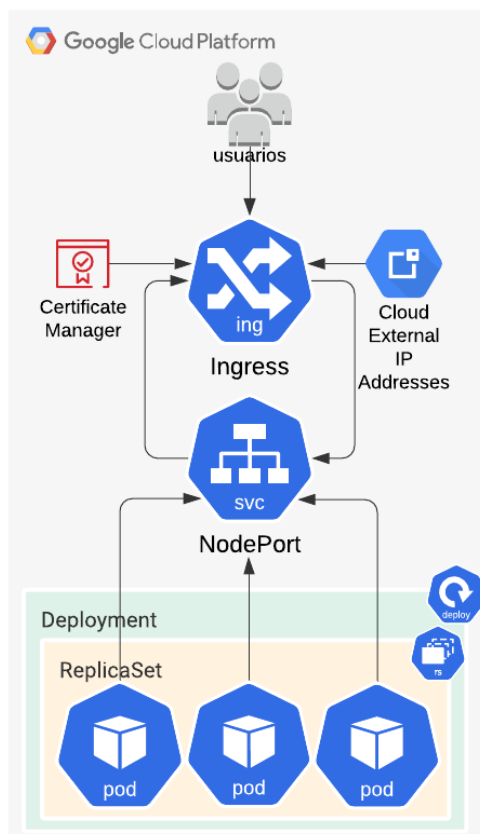 Google Cloud Platform
usuarios
Certificate
Manager
ing
Ingress
Cloud
External
IP
Addresses
svc
NodePort
deploy
Deployment
rs
ReplicaSet
pod
pod
pod